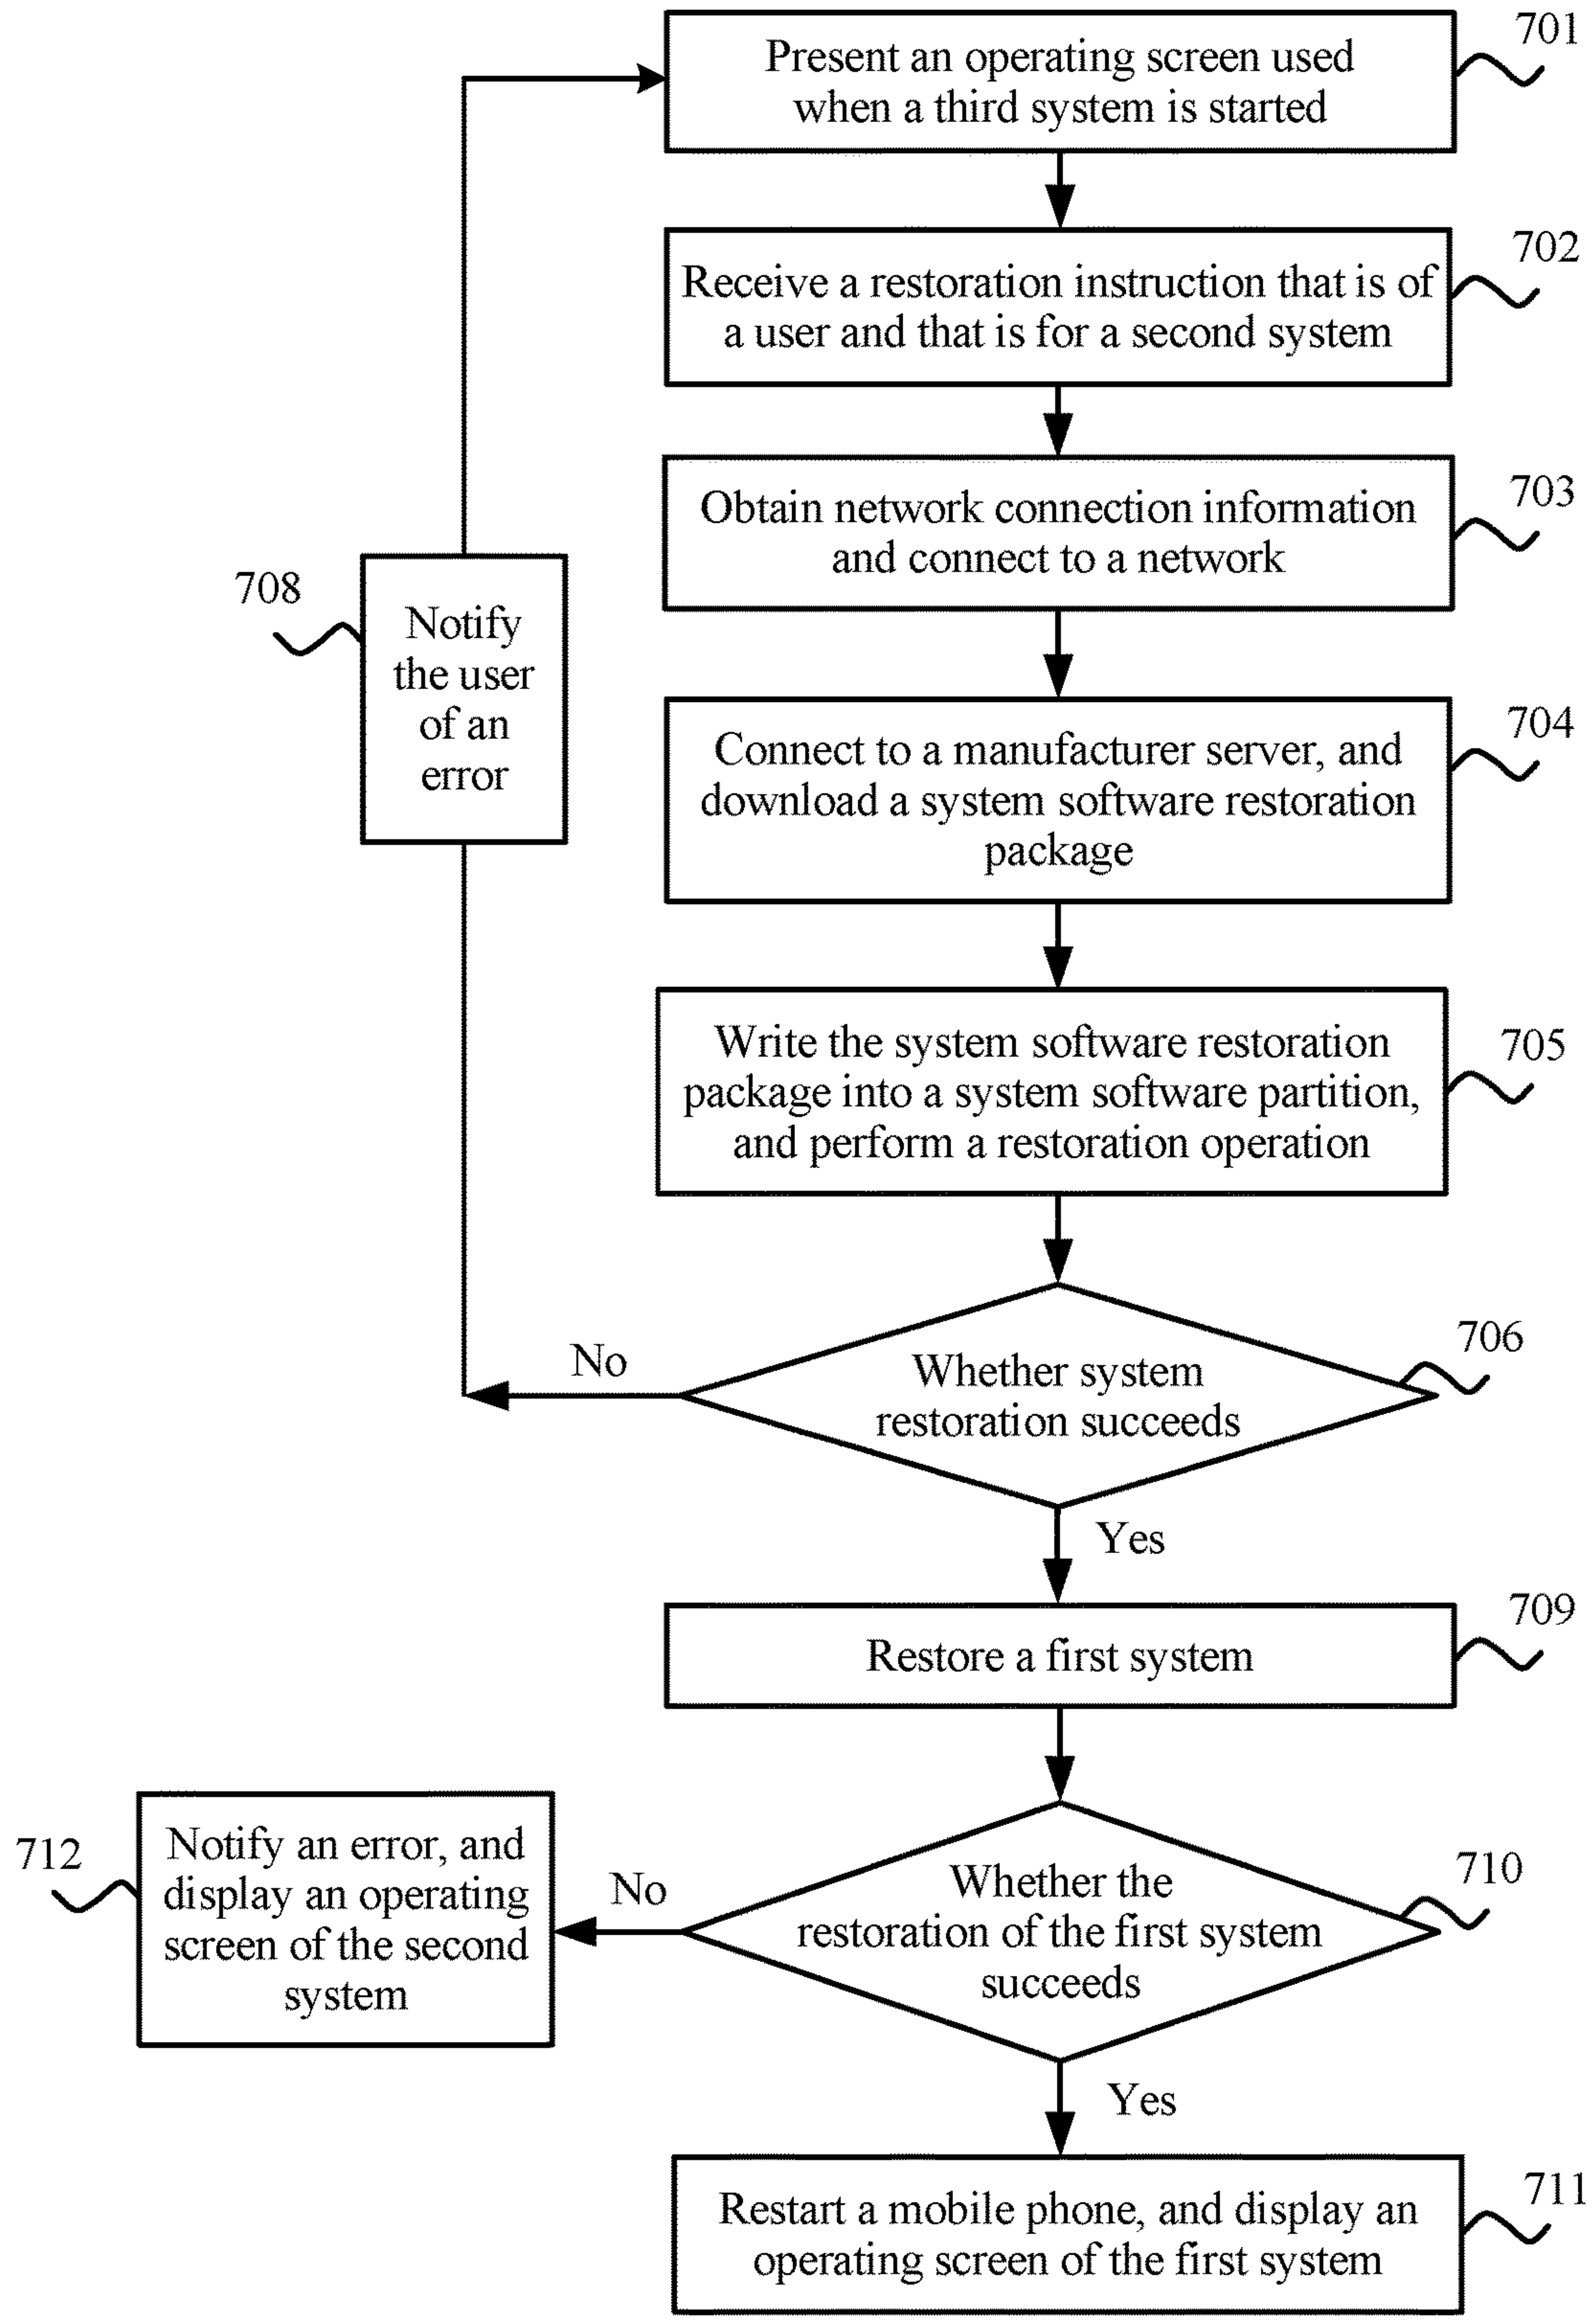 701
Present an operating screen used
when a third system is started
702
Receive a restoration instruction that is of
a user and that is for a second system
703
Obtain network connection information
and connect to a network
708
Notify
the user
of an
error
704
Connect to a manufacturer server, and
download a system software restoration
package
705
Write the system software restoration
package into a system software partition,
and perform a restoration operation
706
No
Whether system
restoration succeeds
Yes
709
Restore a first system
712
Notify an error, and
display an operating
screen of the second
system
No
710
Whether the
restoration of the first system
succeeds
Yes
711
Restart a mobile phone, and display an
operating screen of the first system